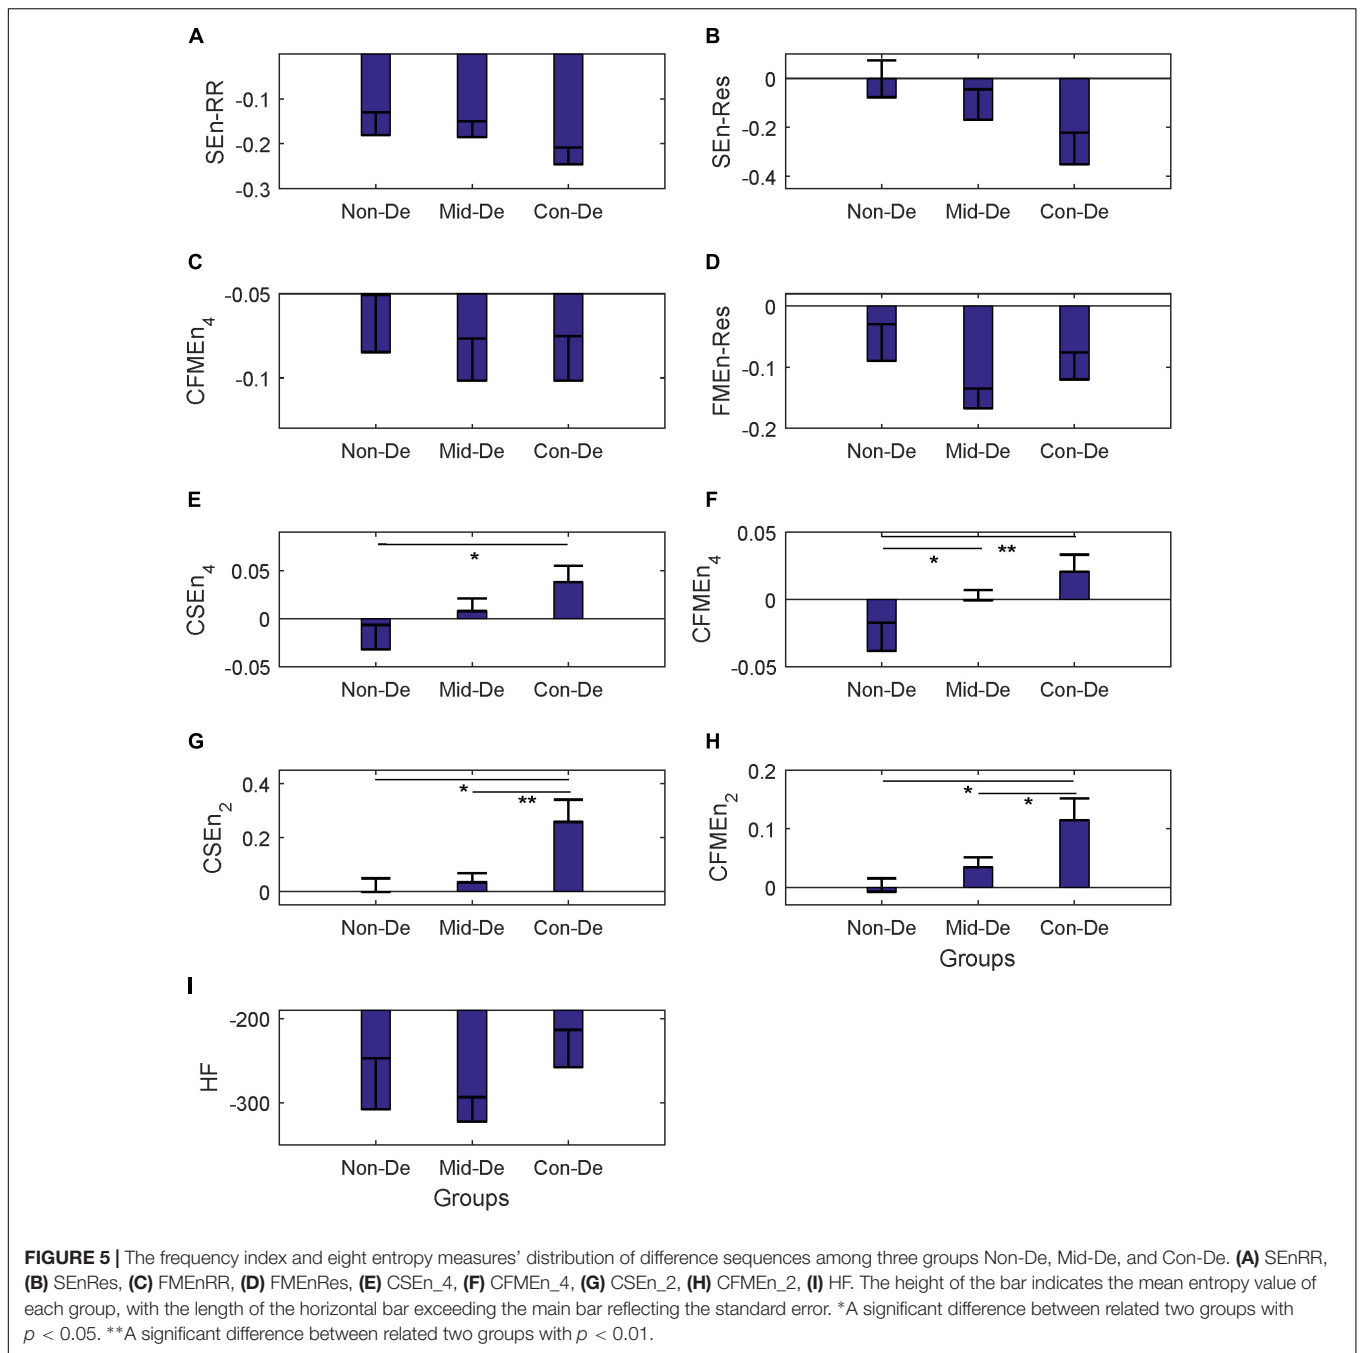 A
SEn-RR
-0.1
-0.2
-0.3
Non-De Mid-De Con-De
B
SEn-Res
0
-0.2
-0.4
Non-De Mid-De Con-De
C
CFMEn4
-0.05
-0.1
Non-De Mid-De Con-De
D
FMEn-Res
0
-0.1
-0.2
Non-De Mid-De Con-De
E
CSEn4
0.05
0
-0.05
*
Non-De Mid-De Con-De
F
CFMEn4
0.05
0
-0.05
* **
Non-De Mid-De Con-De
G
CSEn2
0.4
0.2
0
* **
Non-De Mid-De Con-De
H
CFMEn2
0.2
0.1
0
* *
Non-De Mid-De Con-De
Groups
I
HF
-200
-300
Non-De Mid-De Con-De
Groups
FIGURE 5 | The frequency index and eight entropy measures’ distribution of difference sequences among three groups Non-De, Mid-De, and Con-De. (A) SEnRR,
(B) SEnRes, (C) FMEnRR, (D) FMEnRes, (E) CSEn_4, (F) CFMEn_4, (G) CSEn_2, (H) CFMEn_2, (I) HF. The height of the bar indicates the mean entropy value of
each group, with the length of the horizontal bar exceeding the main bar reflecting the standard error. *A significant difference between related two groups with
p < 0.05. **A significant difference between related two groups with p < 0.01.